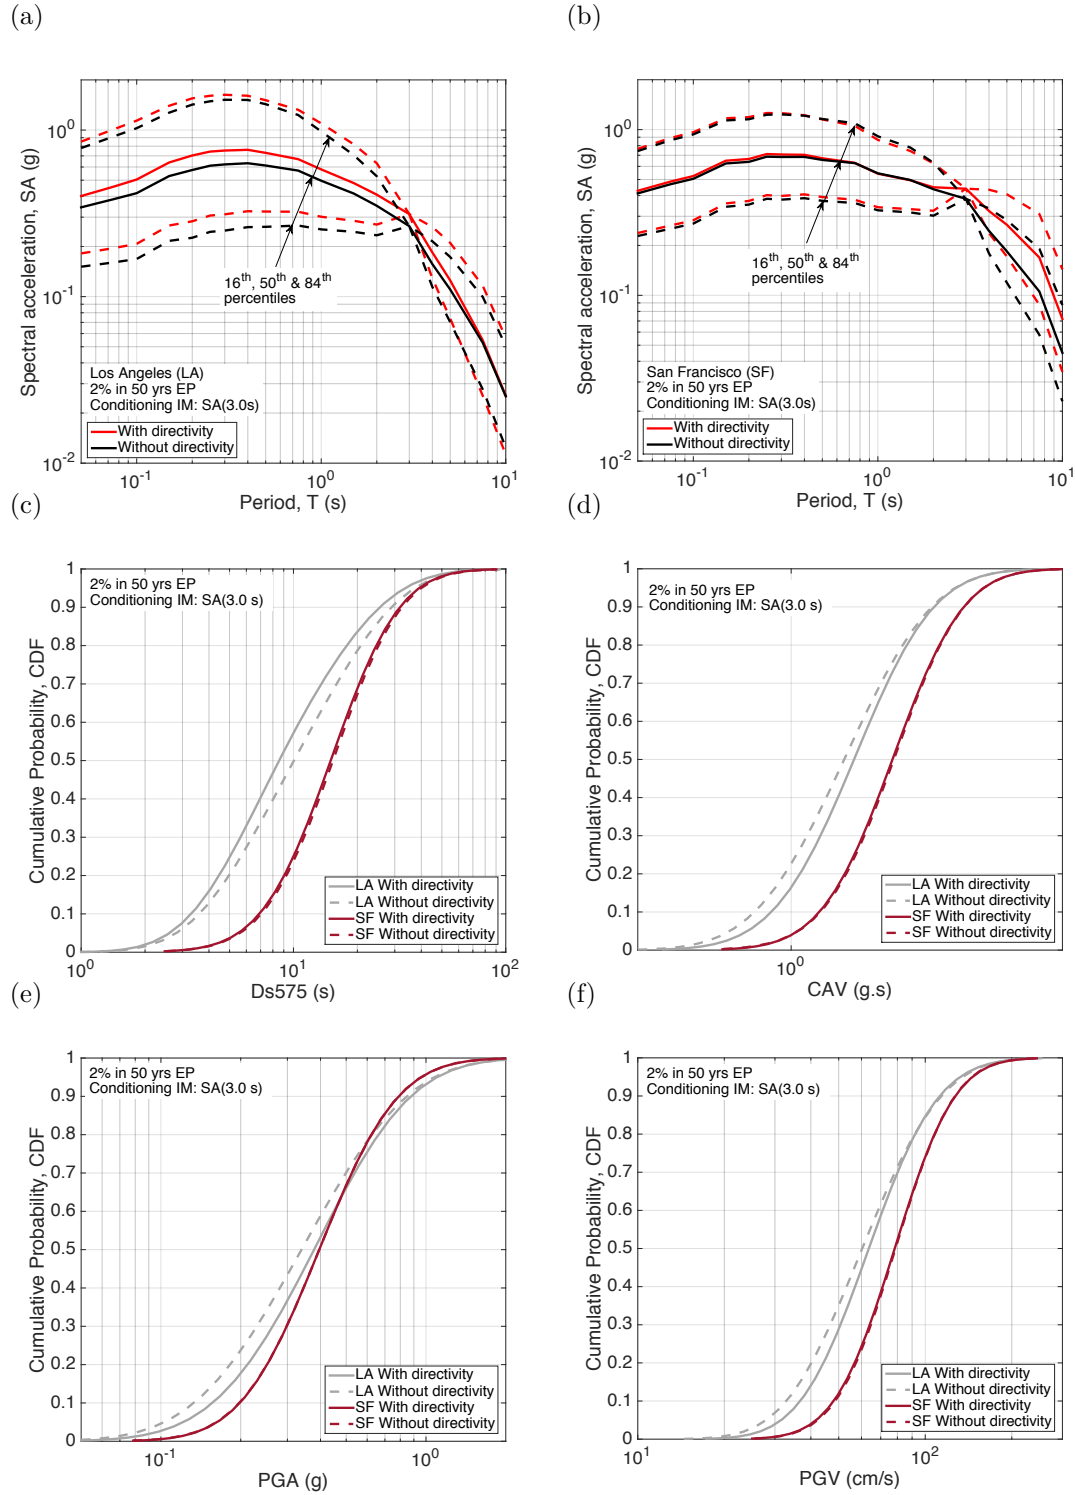 (a)
Spectral acceleration, SA (g)
10^0
10^-1
10^-2
16^th, 50^th & 84^th
percentiles
Los Angeles (LA)
2% in 50 yrs EP
Conditioning IM: SA(3.0s)
With directivity
Without directivity
10^-1
10^0
10^1
Period, T (s)
(b)
Spectral acceleration, SA (g)
10^0
10^-1
10^-2
16^th, 50^th & 84^th
percentiles
San Francisco (SF)
2% in 50 yrs EP
Conditioning IM: SA(3.0s)
With directivity
Without directivity
10^-1
10^0
10^1
Period, T (s)
(c)
Cumulative Probability, CDF
1
0.9
0.8
0.7
0.6
0.5
0.4
0.3
0.2
0.1
0
2% in 50 yrs EP
Conditioning IM: SA(3.0 s)
LA With directivity
LA Without directivity
SF With directivity
SF Without directivity
10^0
10^1
10^2
Ds575 (s)
(d)
Cumulative Probability, CDF
1
0.9
0.8
0.7
0.6
0.5
0.4
0.3
0.2
0.1
0
2% in 50 yrs EP
Conditioning IM: SA(3.0 s)
LA With directivity
LA Without directivity
SF With directivity
SF Without directivity
10^0
CAV (g.s)
(e)
Cumulative Probability, CDF
1
0.9
0.8
0.7
0.6
0.5
0.4
0.3
0.2
0.1
0
2% in 50 yrs EP
Conditioning IM: SA(3.0 s)
LA With directivity
LA Without directivity
SF With directivity
SF Without directivity
10^-1
10^0
PGA (g)
(f)
Cumulative Probability, CDF
1
0.9
0.8
0.7
0.6
0.5
0.4
0.3
0.2
0.1
0
2% in 50 yrs EP
Conditioning IM: SA(3.0 s)
LA With directivity
LA Without directivity
SF With directivity
SF Without directivity
10^1
10^2
PGV (cm/s)